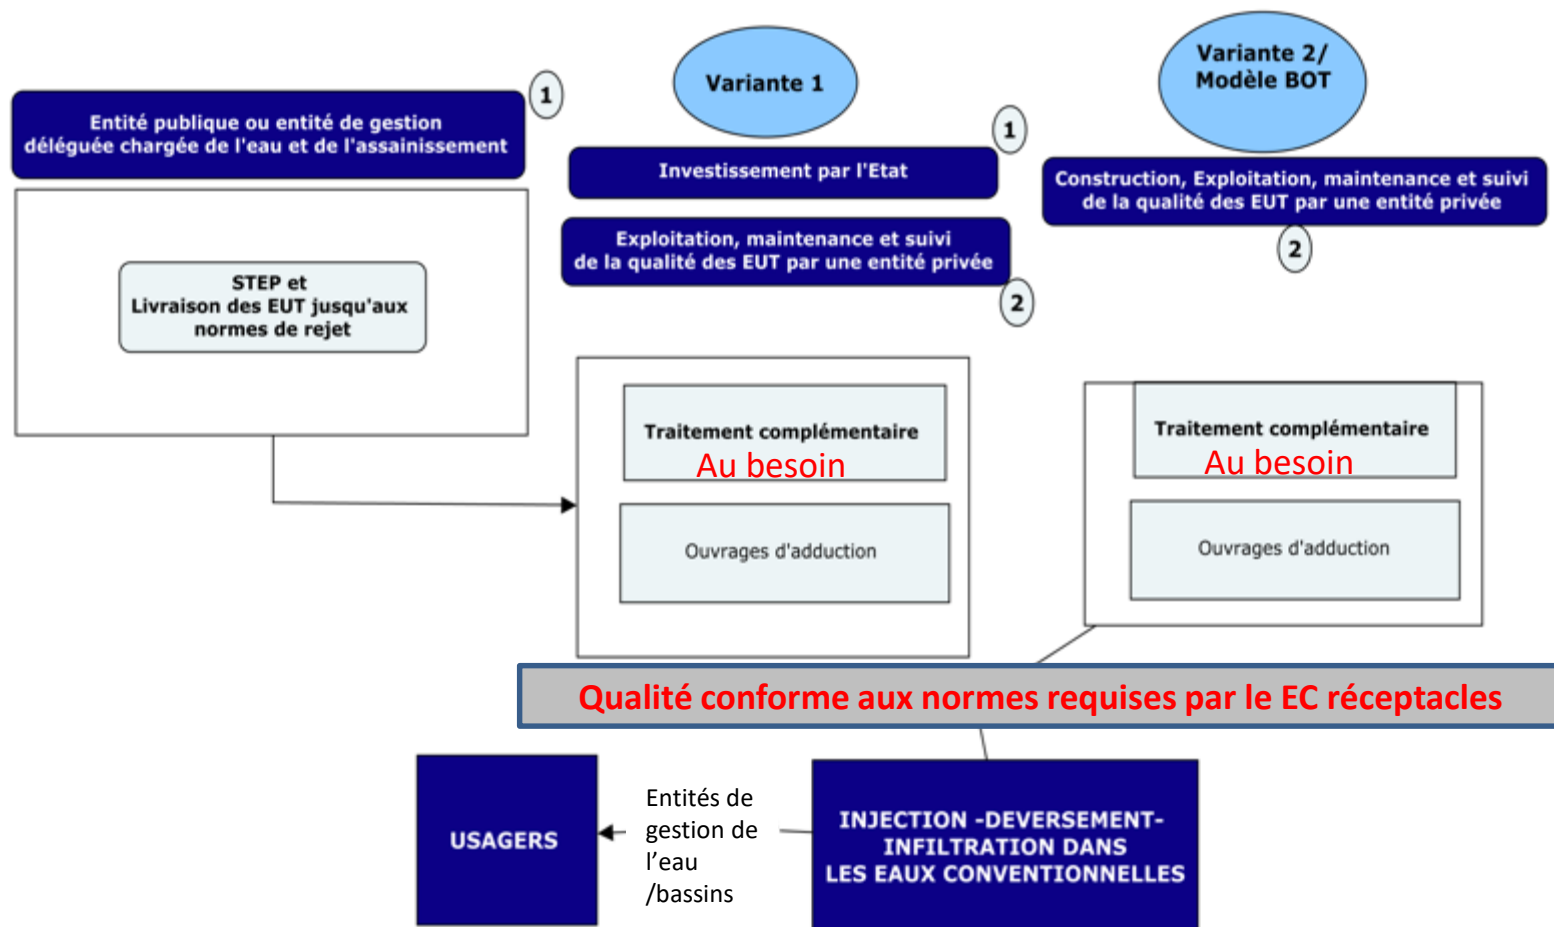 Entité publique ou entité de gestion
déléguée chargée de l'eu et de l'assainissement
1
STEP et
Livraison des EUT jusqu'aux
normes de rejet
Variante 1
1
Investissement par l'Etat
Exploitation, maintenance et suivi
de la qualité des EUT par une entité privée
2
Traitement complémentaire
Au besoin
Ouvrages d'adduction
Variante 2/
Modèle BOT
Construction, Exploitation, maintenance et suivi
de la qualité des EUT par une entité privée
2
Traitement complémentaire
Au besoin
Ouvrages d'adduction
Qualité conforme aux normes requises par le EC réceptacles
USAGERS
Entités de
gestion de
l'eau
/bassins
INJECTION -DEVERSEMENT-
INFILTRATION DANS
LES EAUX CONVENTIONNELLES